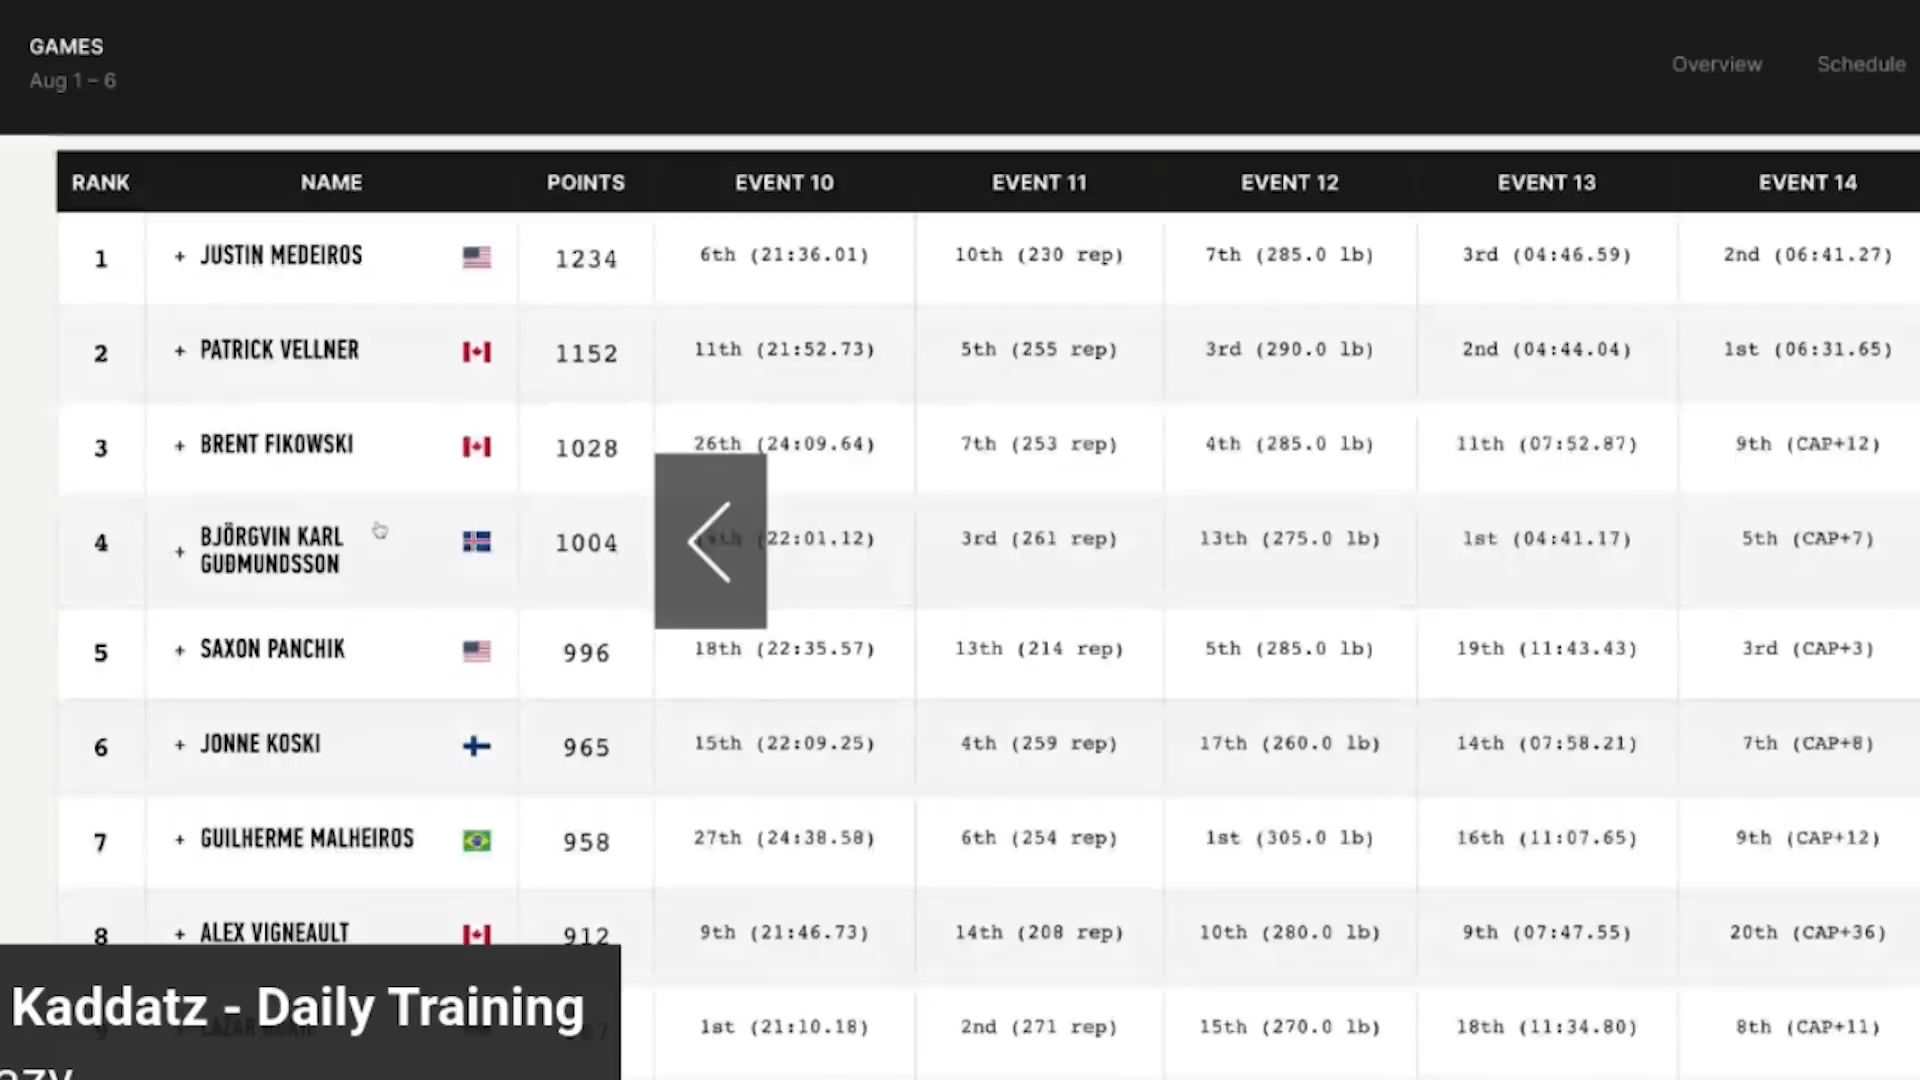 GAMES
Aug 1 – 6
Overview Schedule
RANK NAME POINTS EVENT 10 EVENT 11 EVENT 12 EVENT 13 EVENT 14
1 + JUSTIN MEDEIROS 1234 6th (21:36.01) 10th (230 rep) 7th (285.0 lb) 3rd (04:46.59) 2nd (06:41.27)
2 + PATRICK VELLNER 1152 11th (21:52.73) 5th (255 rep) 3rd (290.0 lb) 2nd (04:44.04) 1st (06:31.65)
3 + BRENT FIKOWSKI 1028 26th (24:09.64) 7th (253 rep) 4th (285.0 lb) 11th (07:52.87) 9th (CAP+12)
4 + BJÖRGVIN KARL GUÐMUNDSSON 1004 (22:01.12) 3rd (261 rep) 13th (275.0 lb) 1st (04:41.17) 5th (CAP+7)
5 + SAXON PANCHIK 996 18th (22:35.57) 13th (214 rep) 5th (285.0 lb) 19th (11:43.43) 3rd (CAP+3)
6 + JONNE KOSKI 965 15th (22:09.25) 4th (259 rep) 17th (260.0 lb) 14th (07:58.21) 7th (CAP+8)
7 + GUILHERME MALHEIROS 958 27th (24:38.58) 6th (254 rep) 1st (305.0 lb) 16th (11:07.65) 9th (CAP+12)
8 + ALEX VIGNEAULT 912 9th (21:46.73) 14th (208 rep) 10th (280.0 lb) 9th (07:47.55) 20th (CAP+36)
1st (21:10.18) 2nd (271 rep) 15th (270.0 lb) 18th (11:34.80) 8th (CAP+11)
Kaddatz - Daily Training